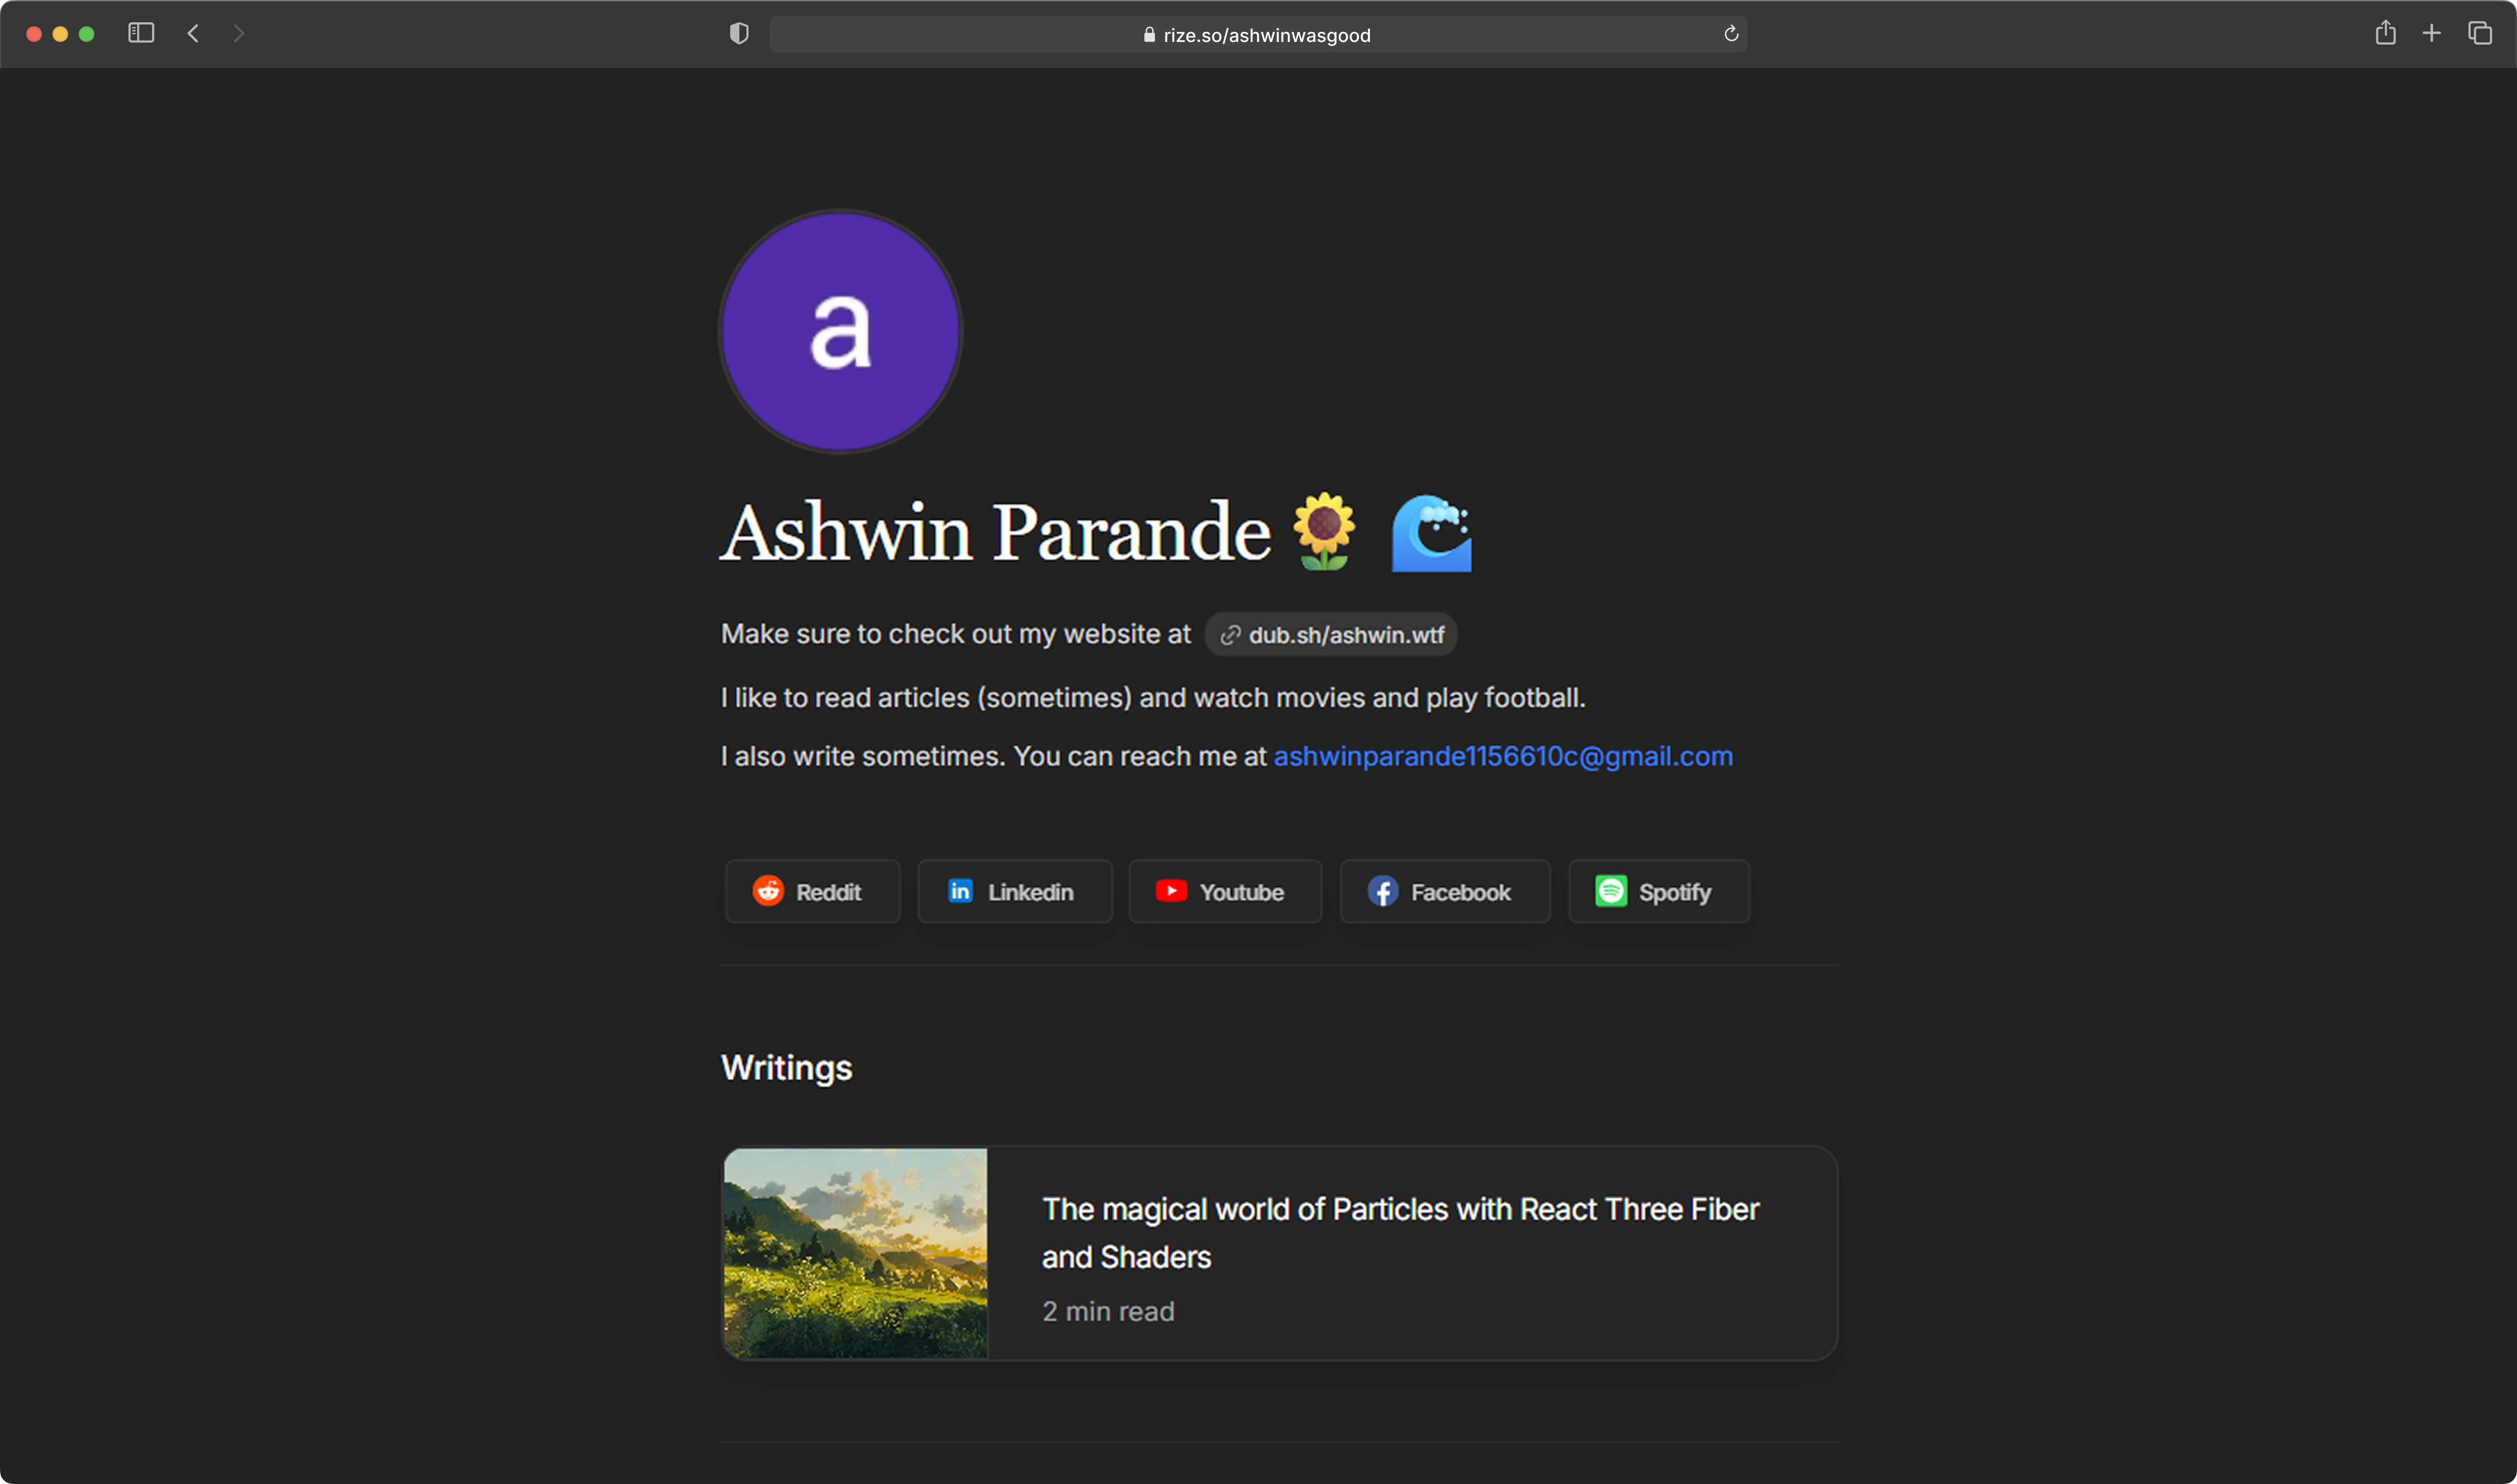 rize.so/ashwinwasgood
a
Ashwin Parande 🌻 🌊
Make sure to check out my website at dub.sh/ashwin.wtf
I like to read articles (sometimes) and watch movies and play football.
I also write sometimes. You can reach me at ashwinparande1156610c@gmail.com
Reddit in Linkedin Youtube f Facebook Spotify
Writings
The magical world of Particles with React Three Fiber
and Shaders
2 min read